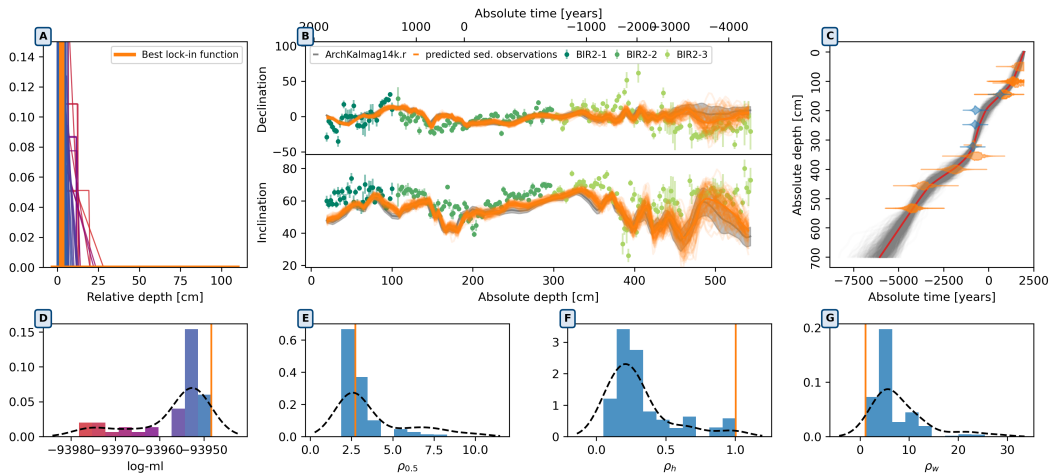 A
Best lock-in function
0.14
0.12
0.10
0.08
0.06
0.04
0.02
0.00
0 25 50 75 100
Relative depth [cm]
Absolute time [years]
2000 1000 0 −1000 −2000 −3000 −4000
B
ArchKalmag14k.r predicted sed. observations BIR2-1 BIR2-2 BIR2-3
Declination
100
50
0
−50
Inclination
80
60
40
20
0 100 200 300 400 500
Absolute depth [cm]
C
Absolute depth [cm]
0
100
200
300
400
500
600
700
−7500 −5000 −2500 0 2500
Absolute time [years]
D
0.15
0.10
0.05
0.00
−93980 −93970 −93960 −93950
log-ml
E
0.6
0.4
0.2
0.0
0.0 2.5 5.0 7.5 10.0
ρ0.5
F
3
2
1
0
0.0 0.5 1.0
ρh
G
0.2
0.1
0.0
0 10 20 30
ρw